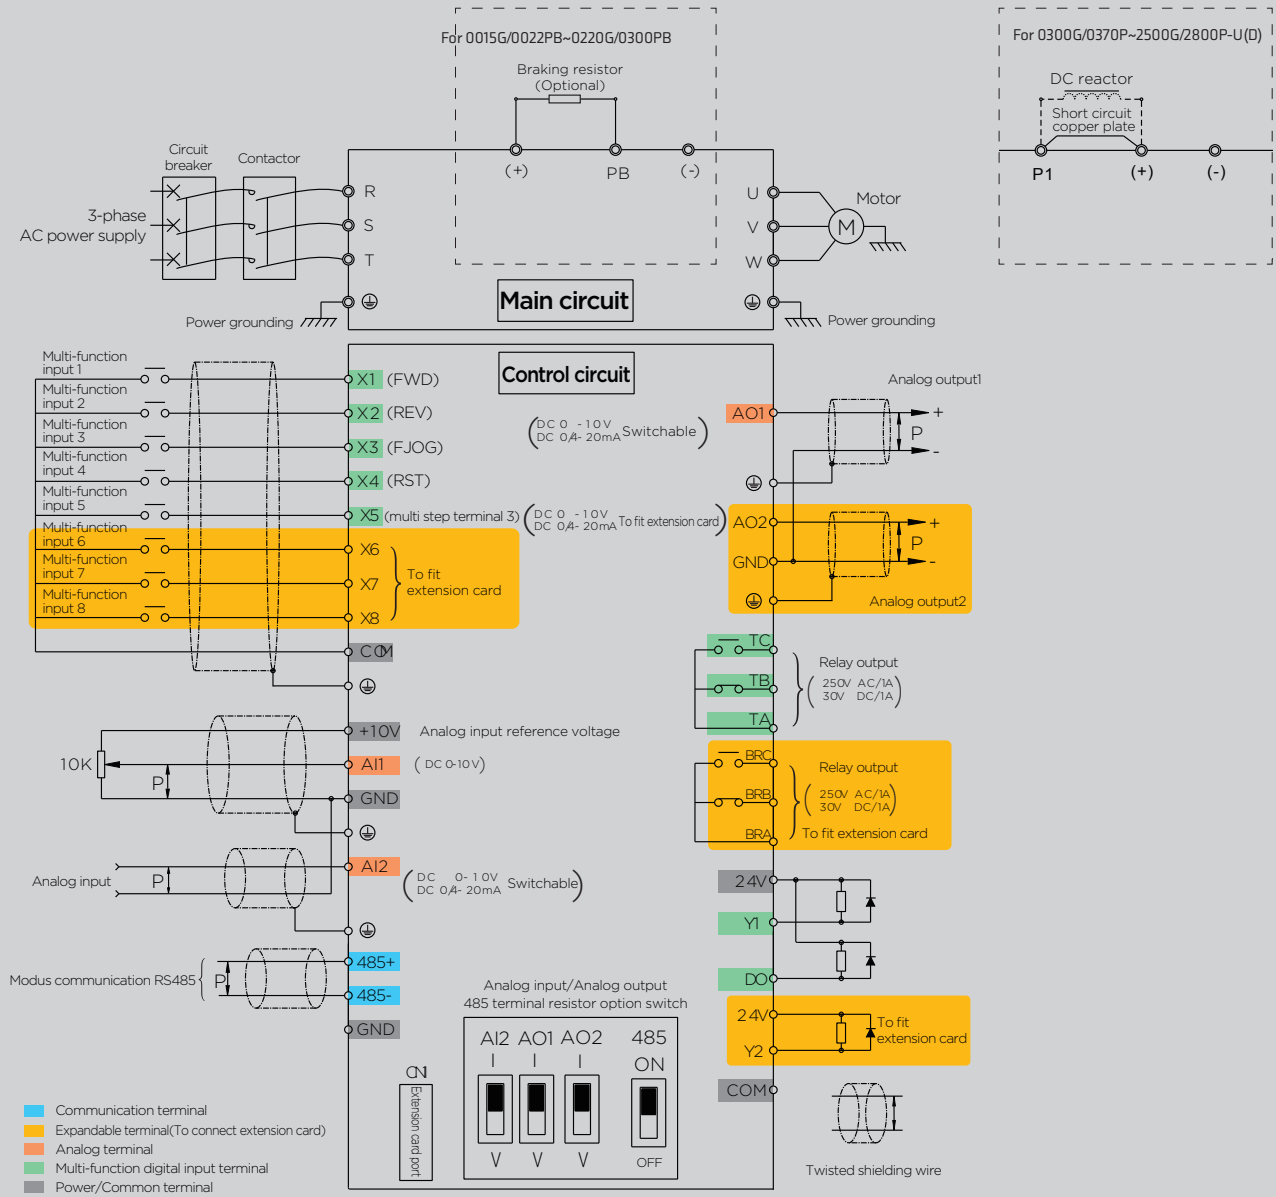 For 0015G/0022PB~0220G/0300PB
Braking resistor
(Optional)
(+)
PB
(-)
For 0300G/0370P~2500G/2800P-U(D)
DC reactor
Short circuit
copper plate
P1
(+)
(-)
Circuit
breaker
Contactor
3-phase
AC power supply
R
S
T
Power grounding
U
V
W
M
Motor
Power grounding
Main circuit
Control circuit
Multi-function
input 1
X1 (FWD)
Multi-function
input 2
X2 (REV)
Multi-function
input 3
X3 (FJOG)
Multi-function
input 4
X4 (RST)
Multi-function
input 5
X5 (multi step terminal 3)
Multi-function
input 6
X6
Multi-function
input 7
X7
Multi-function
input 8
X8
To fit
extension card
COM
+10V
Analog input reference voltage
10K
P
AI1
( DC 0-10V)
GND
Analog input
P
AI2
DC 0-10V
DC 0/4-20mA
Switchable
Modus communication RS485
P
485+
485-
GND
Analog output1
AO1
DC 0 -10V
DC 0/4-20mA
Switchable
+
P
-
DC 0 -10V
DC 0/4-20mA
To fit extension card
AO2
GND
+
P
-
Analog output2
TC
TB
TA
Relay output
250V AC/1A
30V DC/1A
BRC
BRB
BRA
Relay output
250V AC/1A
30V DC/1A
To fit extension card
24V
Y1
DO
24V
Y2
To fit
extension card
COM
Twisted shielding wire
Analog input/Analog output
485 terminal resistor option switch
AI2 AO1 AO2 485
I I I ON
V V V OFF
CN1
Extension card port
Communication terminal
Expandable terminal(To connect extension card)
Analog terminal
Multi-function digital input terminal
Power/Common terminal